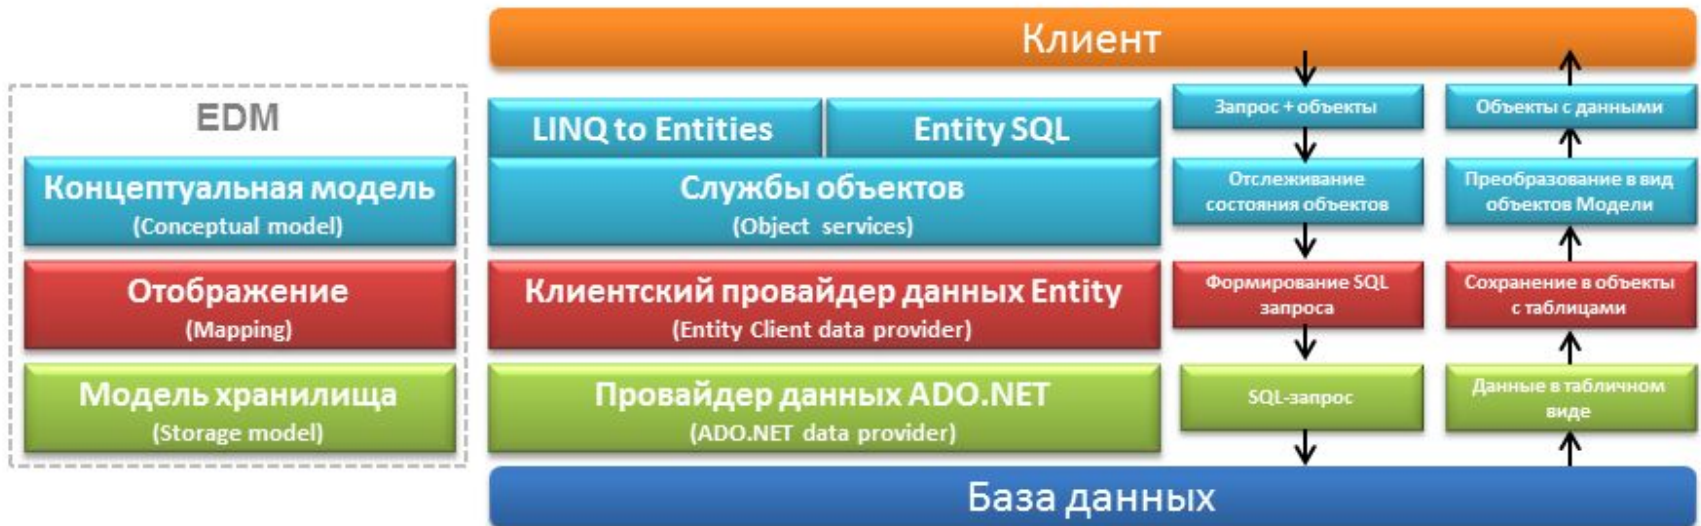 Клиент
EDM
Концептуальная модель
(Conceptual model)
Отображение
(Mapping)
Модель хранилища
(Storage model)
LINQ to Entities
Entity SQL
Службы объектов
(Object services)
Клиентский провайдер данных Entity
(Entity Client data provider)
Провайдер данных ADO.NET
(ADO.NET data provider)
Запрос + объекты
Отслеживание
состояния объектов
Формирование SQL
запроса
SQL-запрос
Объекты с данными
Преобразование в вид
объектов Модели
Сохранение в объекты
с таблицами
Данные в табличном
виде
База данных